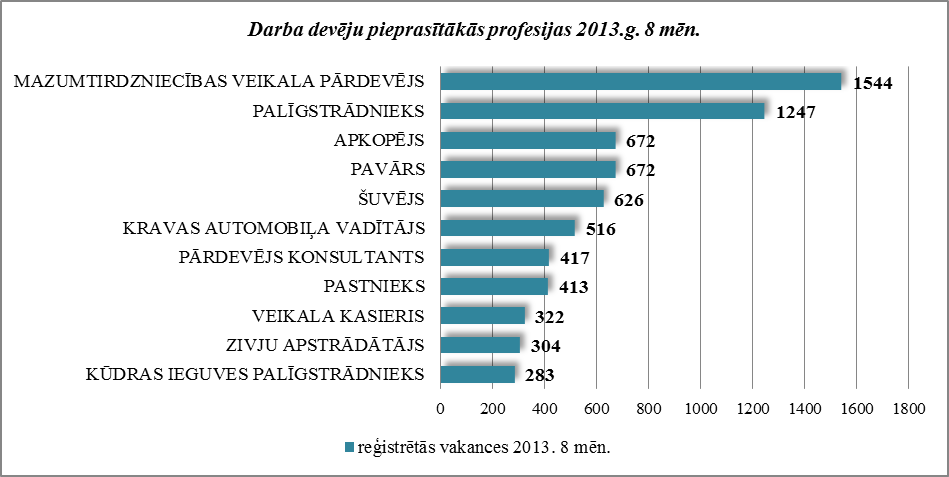 Darba devēju pieprasītākās profesijas 2013.g. 8 mēn.
MAZUMTIRDZNIECĪBAS VEIKALA PĀRDEVĒJS 1544
PALĪGSTRĀDNIEKS 1247
APKOPĒJS 672
PAVĀRS 672
ŠUVĒJS 626
KRAVAS AUTOMOBIĻA VADĪTĀJS 516
PĀRDEVĒJS KONSULTANTS 417
PASTNIEKS 413
VEIKALA KASIERIS 322
ZIVJU APSTRĀDĀTĀJS 304
KŪDRAS IEGUVES PALĪGSTRĀDNIEKS 283
0 200 400 600 800 1000 1200 1400 1600 1800
reģistrētās vakances 2013. 8 mēn.